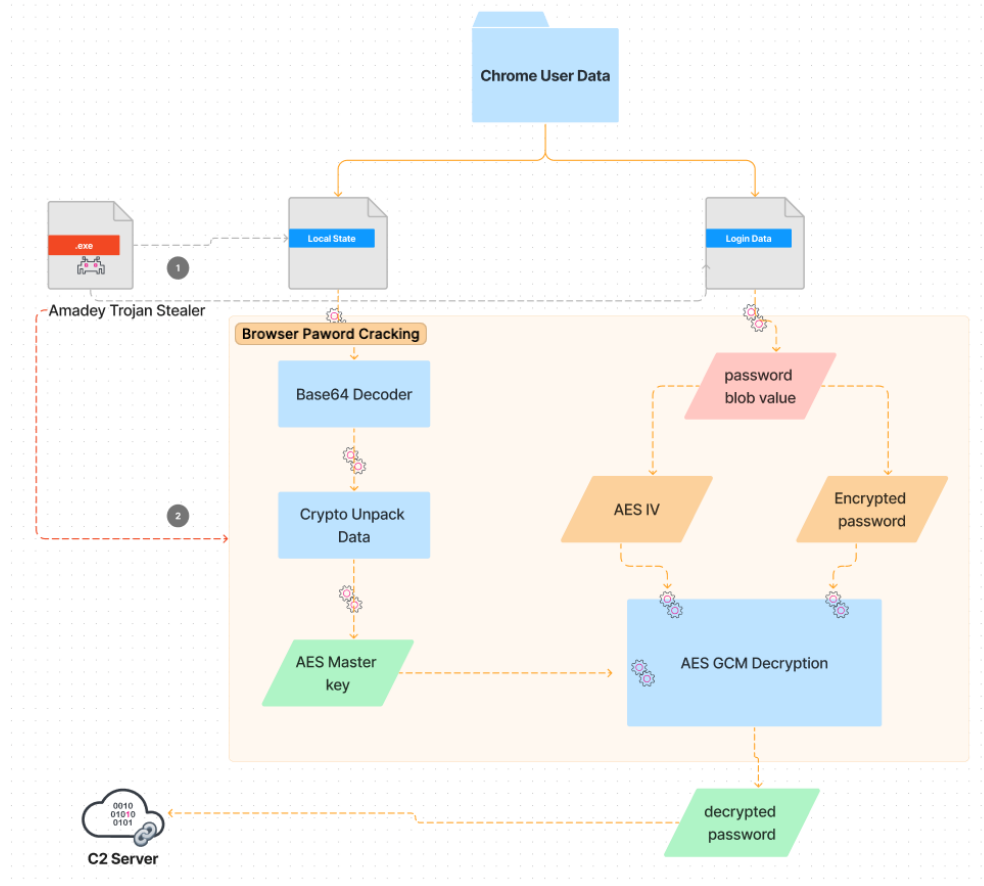 Chrome User Data
.exe
Local State
Login Data
1
Amadey Trojan Stealer
Browser Paword Cracking
Base64 Decoder
password
blob value
2
Crypto Unpack
Data
AES IV
Encrypted
password
AES Master
key
AES GCM Decryption
0010
01010
0101
C2 Server
decrypted
password